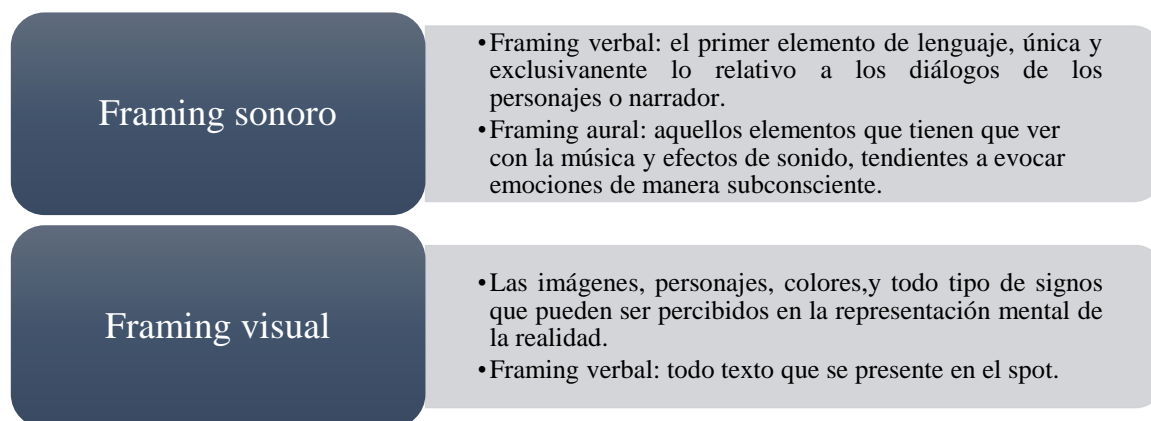 Framing sonoro
•Framing verbal: el primer elemento de lenguaje, única y
exclusivanente lo relativo a los diálogos de los
personajes o narrador.
•Framing aural: aquellos elementos que tienen que ver
con la música y efectos de sonido, tendientes a evocar
emociones de manera subconsciente.
Framing visual
•Las imágenes, personajes, colores,y todo tipo de signos
que pueden ser percibidos en la representación mental de
la realidad.
•Framing verbal: todo texto que se presente en el spot.